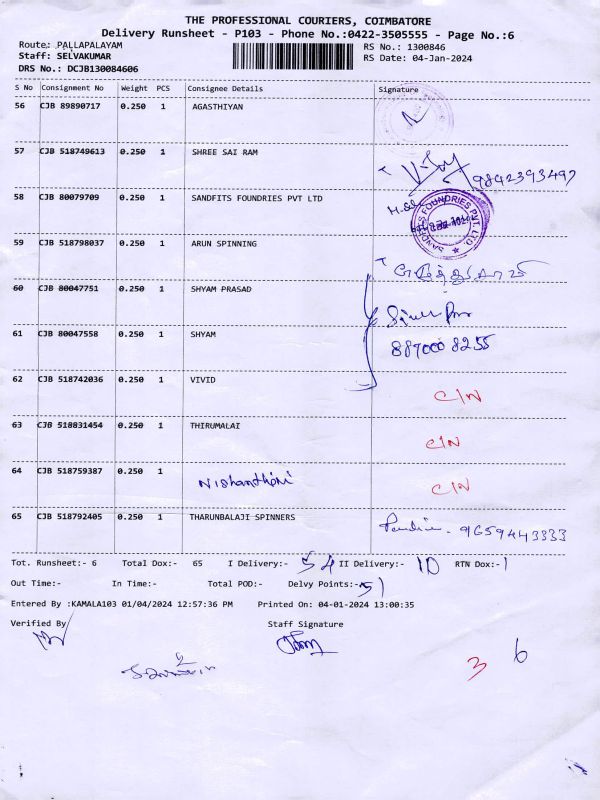 THE PROFESSIONAL COURIERS, COIMBATORE
Delivery Runsheet - P103 - Phone No.:0422-3505555 - Page No.:6
Route: PALLAPALAYAM
RS No.: 1300846
Staff: SELVAKUMAR
RS Date: 04-Jan-2024
DRS No.: DCJB130084606
S No Consignment No Weight PCS Consignee Details Signature
56 CJB 89890717 0.250 1 AGASTHIYAN
57 CJB 518749613 0.250 1 SHREE SAI RAM
9842393497
58 CJB 80079709 0.250 1 SANDFITS FOUNDRIES PVT LTD
SANDFITS FOUNDRIES PVT. LTD.
59 CJB 518798037 0.250 1 ARUN SPINNING
60 CJB 80047751 0.250 1 SHYAM PRASAD
61 CJB 80047558 0.250 1 SHYAM
887000 8255
62 CJB 518742036 0.250 1 VIVID C/N
63 CJB 518831454 0.250 1 THIRUMALAI C/N
64 CJB 518759387 0.250 1 Nishanthini C/N
65 CJB 518792405 0.250 1 THARUNBALAJI SPINNERS 9659443333
Tot. Runsheet:- 6 Total Dox:- 65 I Delivery:- 54 II Delivery:- 10 RTN Dox:- 1
Out Time:- In Time:- Total POD:- Delvy Points:- 51
Entered By :KAMALA103 01/04/2024 12:57:36 PM Printed On: 04-01-2024 13:00:35
Verified By Staff Signature
3 6